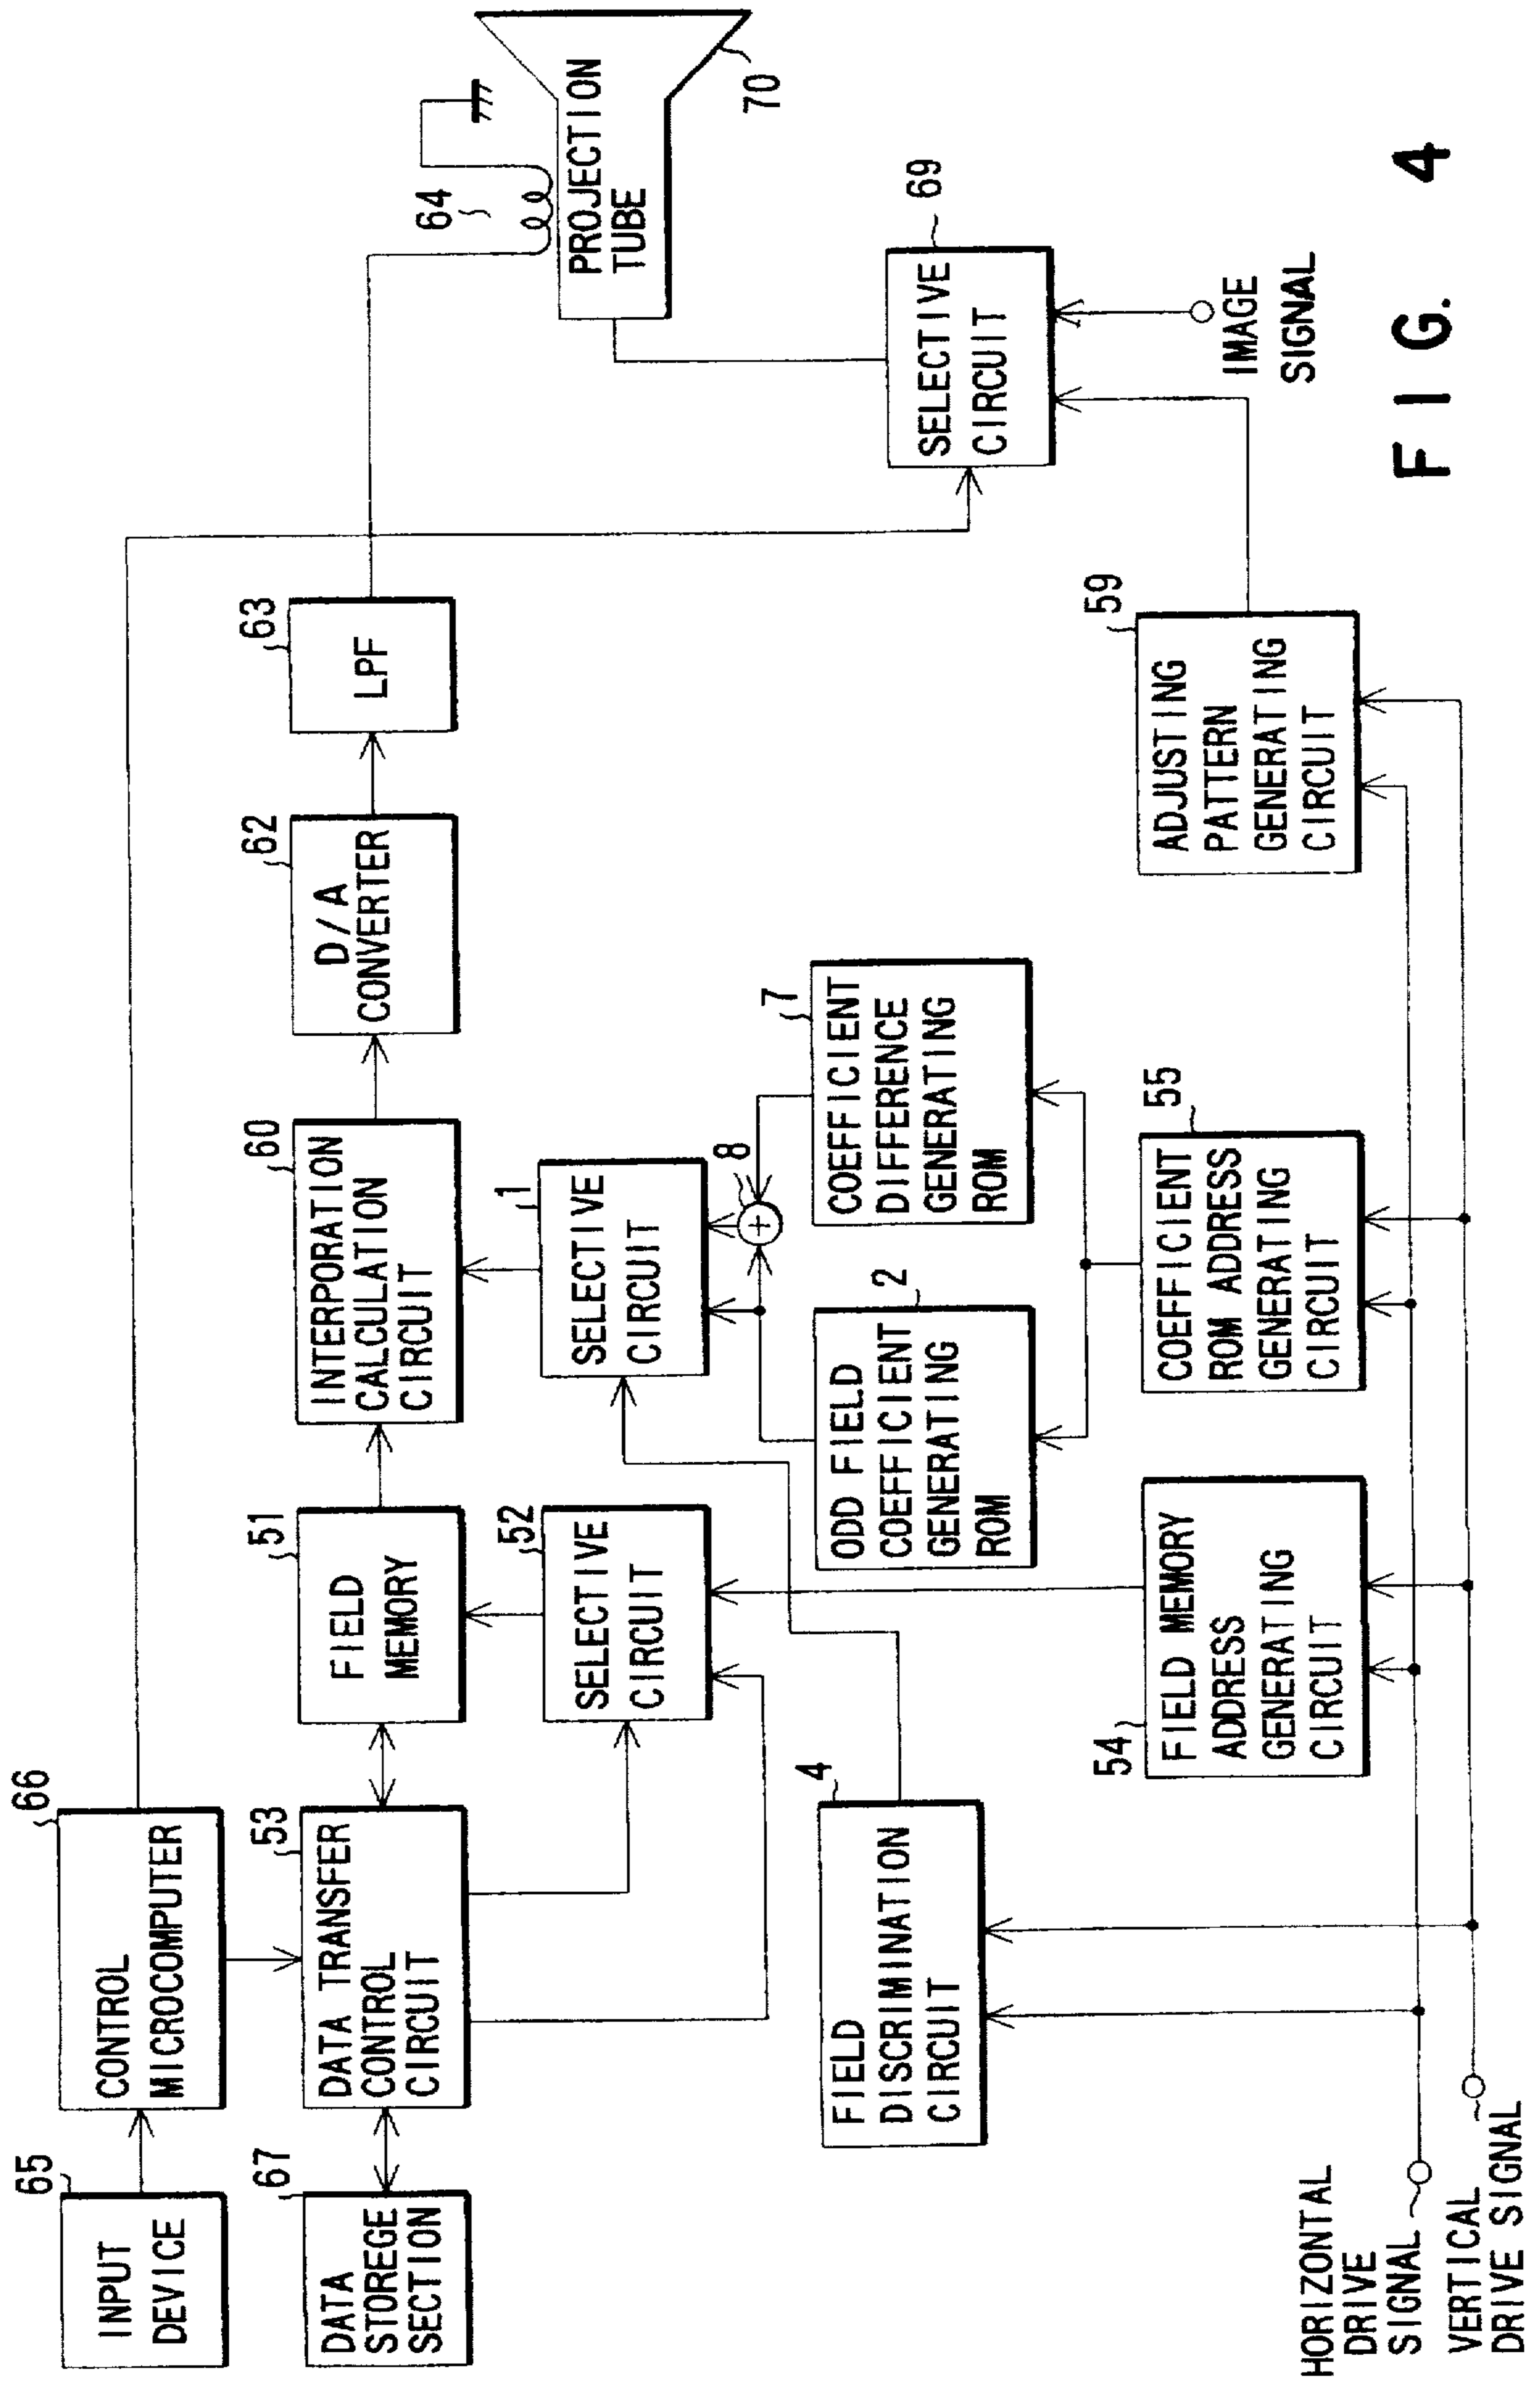 65
INPUT
DEVICE
66
CONTROL
MICROCOMPUTER
67
DATA
STOREGE
SECTION
53
DATA TRANSFER
CONTROL
CIRCUIT
51
FIELD
MEMORY
60
INTERPORATION
CALCULATION
CIRCUIT
62
D/A
CONVERTER
63
LPF
64
PROJECTION
TUBE
70
52
SELECTIVE
CIRCUIT
1
SELECTIVE
CIRCUIT
8
+
69
SELECTIVE
CIRCUIT
4
FIELD
DISCRIMINATION
CIRCUIT
2
ODD FIELD
COEFFICIENT
GENERATING
ROM
7
COEFFICIENT
DIFFERENCE
GENERATING
ROM
54
FIELD MEMORY
ADDRESS
GENERATING
CIRCUIT
55
COEFFICIENT
ROM ADDRESS
GENERATING
CIRCUIT
59
ADJUSTING
PATTERN
GENERATING
CIRCUIT
IMAGE
SIGNAL
HORIZONTAL
DRIVE
SIGNAL
VERTICAL
DRIVE SIGNAL
FIG. 4